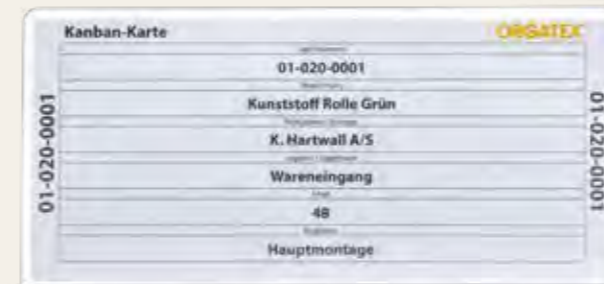 Kanban-Karte
ORGATEX
01-020-0001
Kunststoff Rolle Grün
K. Hartwall A/S
Wareneingang
48
Hauptmontage
01-020-0001
01-020-0001